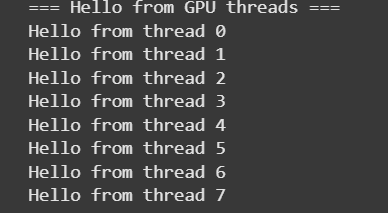 === Hello from GPU threads ===
Hello from thread 0
Hello from thread 1
Hello from thread 2
Hello from thread 3
Hello from thread 4
Hello from thread 5
Hello from thread 6
Hello from thread 7